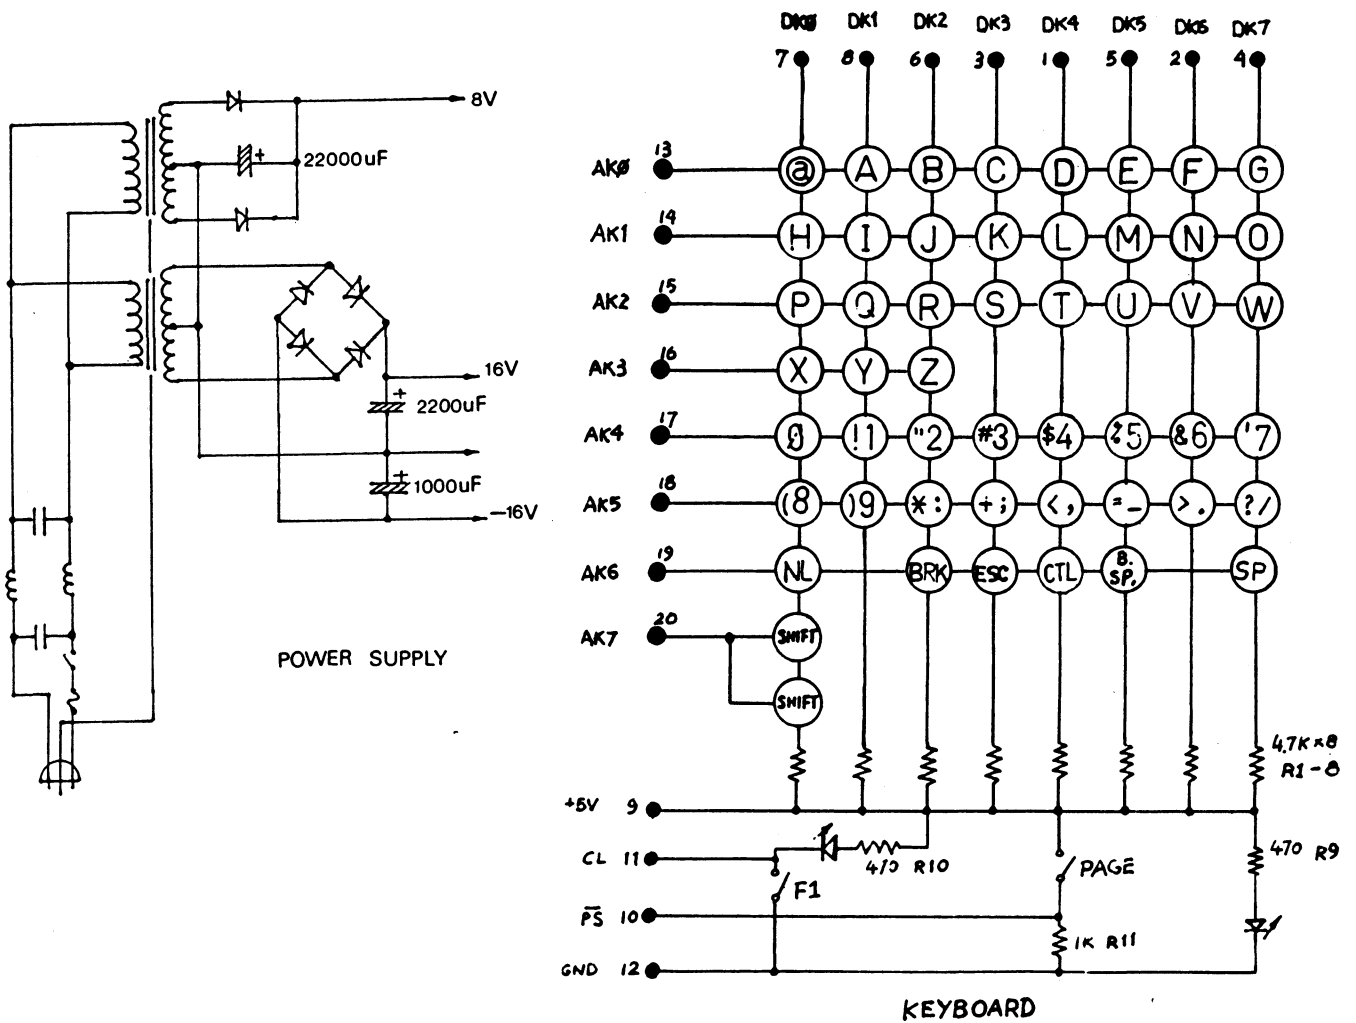 8V
22000uF
16V
2200uF
1000uF
-16V
POWER SUPPLY
DKØ DK1 DK2 DK3 DK4 DK5 DK6 DK7
7 8 6 3 1 5 2 4
AKØ 13 @ A B C D E F G
AK1 14 H I J K L M N O
AK2 15 P Q R S T U V W
AK3 16 X Y Z
AK4 17 Ø !1 "2 #3 $4 %5 &6 '7
AK5 18 (8 )9 *: +; <, =- >. ?/
AK6 19 NL BRK ESC CTL B.SP. SP
AK7 20 SHIFT
SHIFT
4.7K×8
R1-8
+5V 9
CL 11 470 R10 PAGE 470 R9
F1
P̅S̅ 10
1K R11
GND 12
KEYBOARD